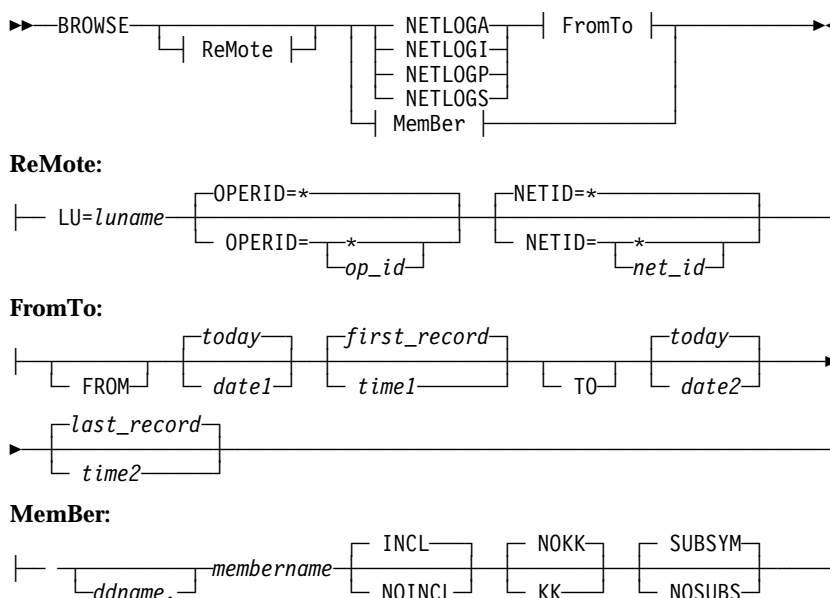 BROWSE NETLOGA FromTo
ReMote NETLOGI
NETLOGP
NETLOGS
MemBer
ReMote:
OPERID=* NETID=*
LU=luname
OPERID= * NETID= *
op_id net_id
FromTo:
today first_record today
FROM date1 time1 TO date2
last_record
time2
MemBer:
INCL NOKK SUBSYM
membername
ddname. NOINCL KK NOSUBS